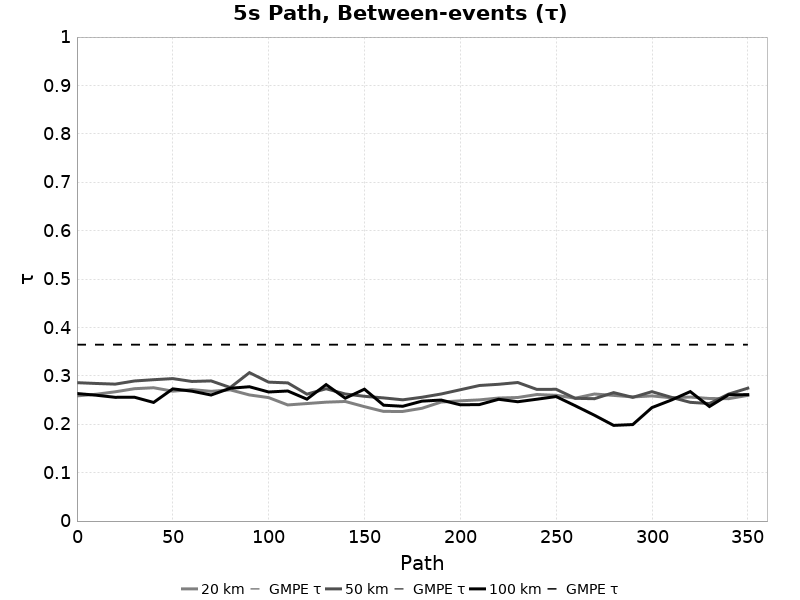 5s Path, Between-events (τ)
1
0.9
0.8
0.7
0.6
0.5
0.4
0.3
0.2
0.1
0
τ
0 50 100 150 200 250 300 350
Path
20 km GMPE τ 50 km GMPE τ 100 km GMPE τ